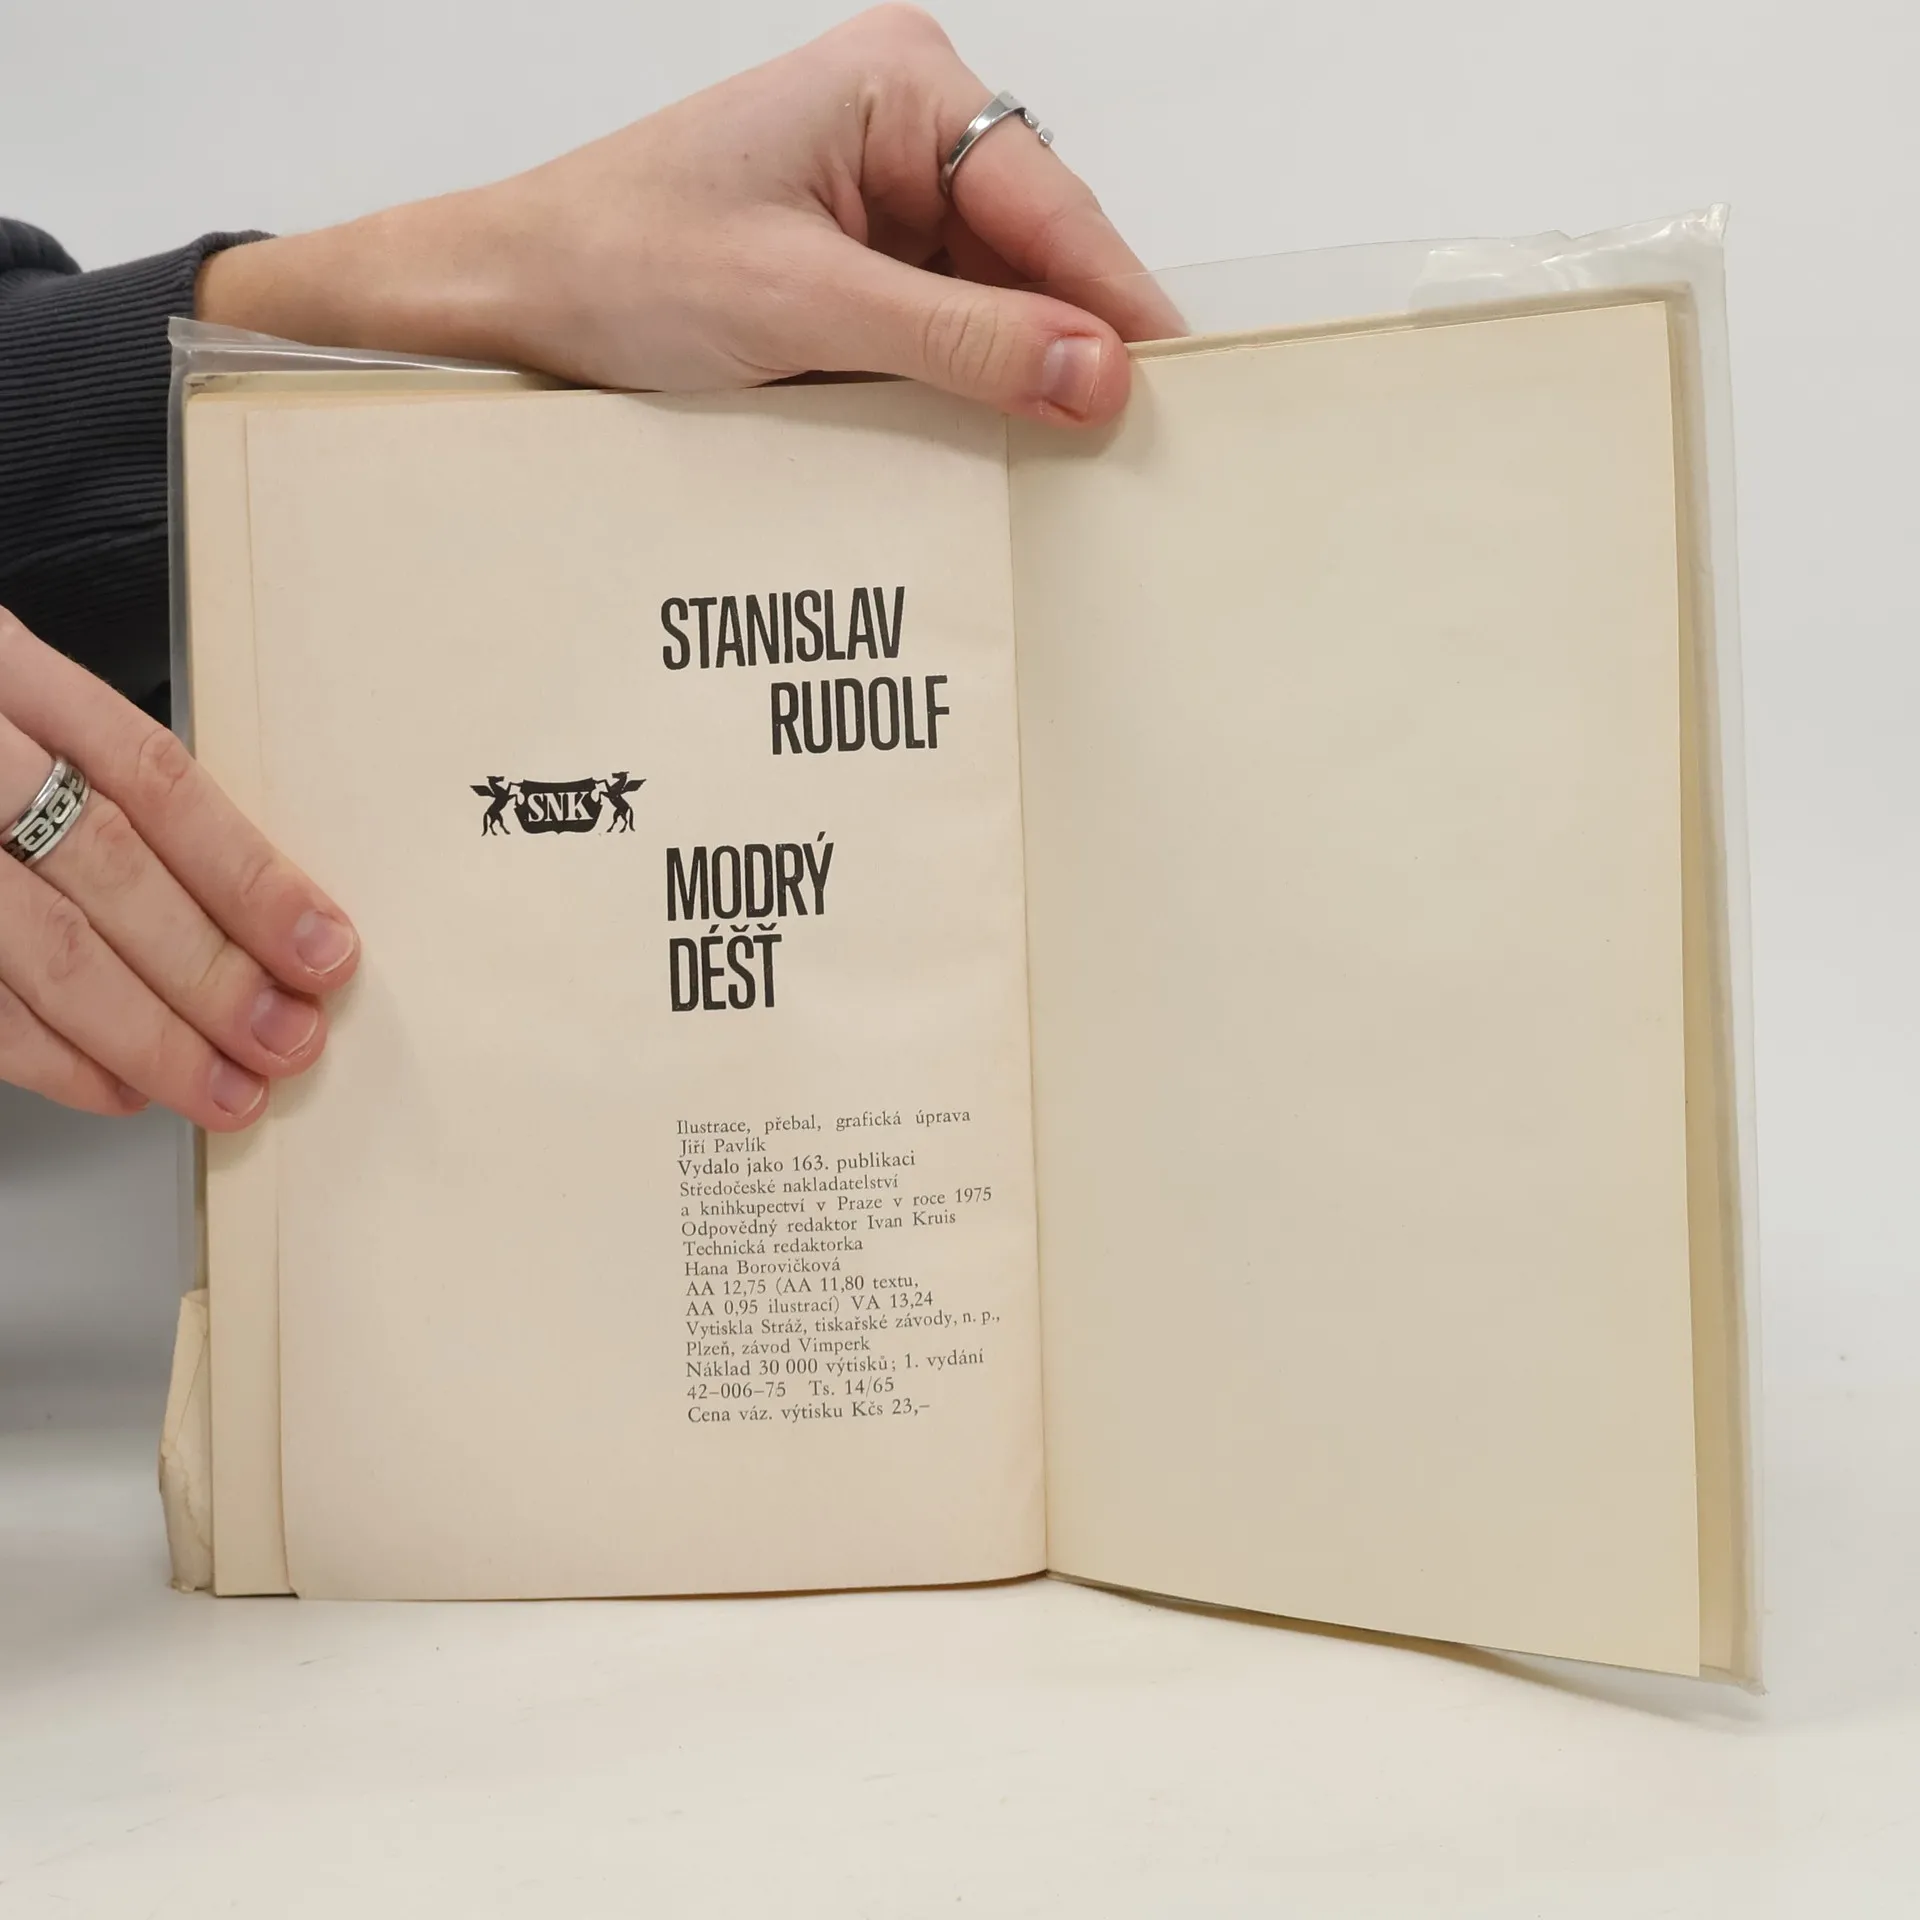 STANISLAV
RUDOLF
SNK
MODRÝ
DÉŠŤ
Ilustrace, přebal, grafická úprava
Jiří Pavlík
Vydalo jako 163. publikaci
Středočeské nakladatelství
a knihkupectví v Praze v roce 1975
Odpovědný redaktor Ivan Kruis
Technická redaktorka
Hana Borovičková
AA 12,75 (AA 11,80 textu,
AA 0,95 ilustrací) VA 13,24
Vytiskla Stráž, tiskařské závody, n. p.,
Plzeň, závod Vimperk
Náklad 30 000 výtisků; 1. vydání
42–006–75 Ts. 14/65
Cena váz. výtisku Kčs 23,–